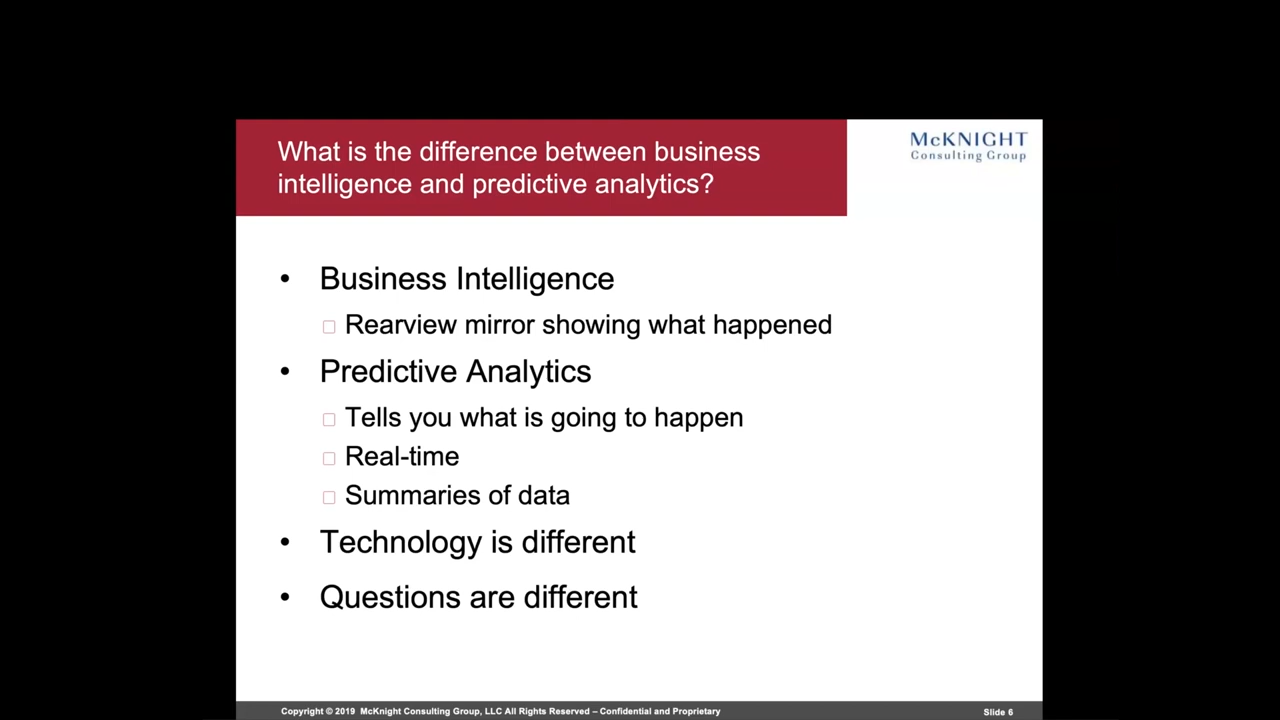 What is the difference between business
intelligence and predictive analytics?
McKNIGHT
Consulting Group
• Business Intelligence
□ Rearview mirror showing what happened
• Predictive Analytics
□ Tells you what is going to happen
□ Real-time
□ Summaries of data
• Technology is different
• Questions are different
Copyright © 2019 McKnight Consulting Group, LLC All Rights Reserved – Confidential and Proprietary
Slide 6